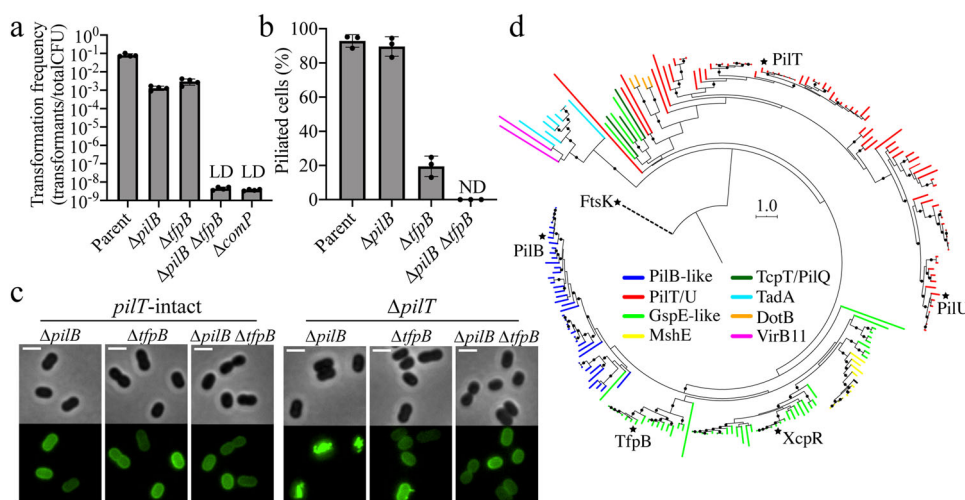 a
Transformation frequency
(transformants/totalCFU)
10⁰
10⁻¹
10⁻²
10⁻³
10⁻⁴
10⁻⁵
10⁻⁶
10⁻⁷
10⁻⁸
10⁻⁹
LD
LD
Parent
ΔpilB
ΔtfpB
ΔpilB ΔtfpB
ΔcomP
b
Piliated cells (%)
100
80
60
40
20
0
ND
Parent
ΔpilB
ΔtfpB
ΔpilB ΔtfpB
c
pilT-intact
ΔpilT
ΔpilB
ΔtfpB
ΔpilB ΔtfpB
ΔpilB
ΔtfpB
ΔpilB ΔtfpB
d
PilT
FtsK
1.0
PilB
PilU
TfpB
XcpR
PilB-like
PilT/U
GspE-like
MshE
TcpT/PilQ
TadA
DotB
VirB11